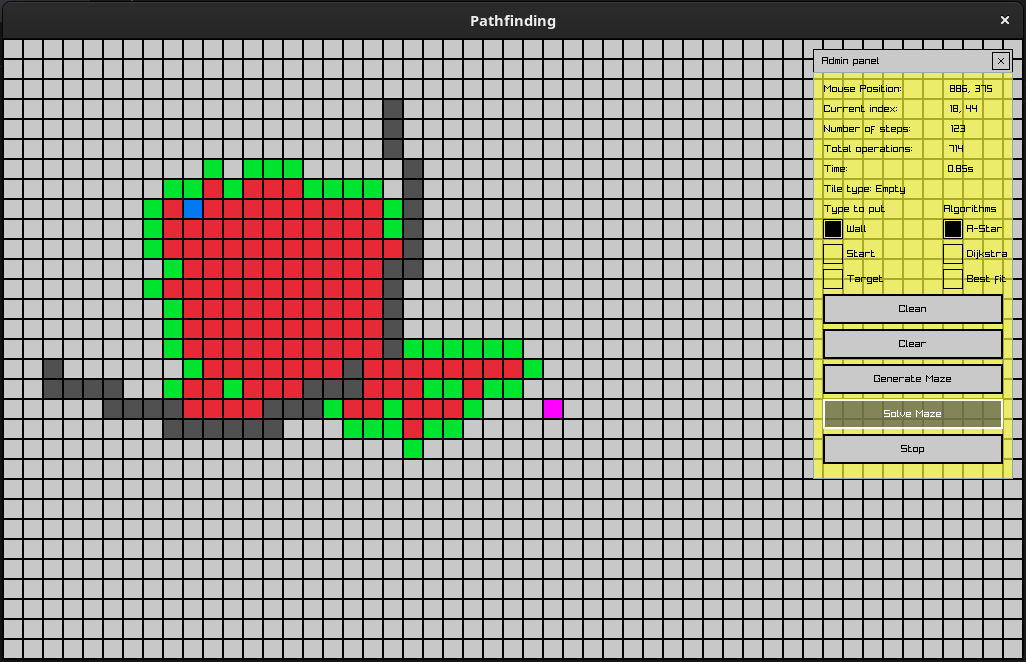 Pathfinding
Admin panel
Mouse Position: 886, 375
Current index: 18, 44
Number of steps: 123
Total operations: 714
Time: 0.85s
Tile type: Empty
Type to put Algorithms
Wall A-Star
Start Dijkstra
Target Best fit
Clean
Clear
Generate Maze
Solve Maze
Stop